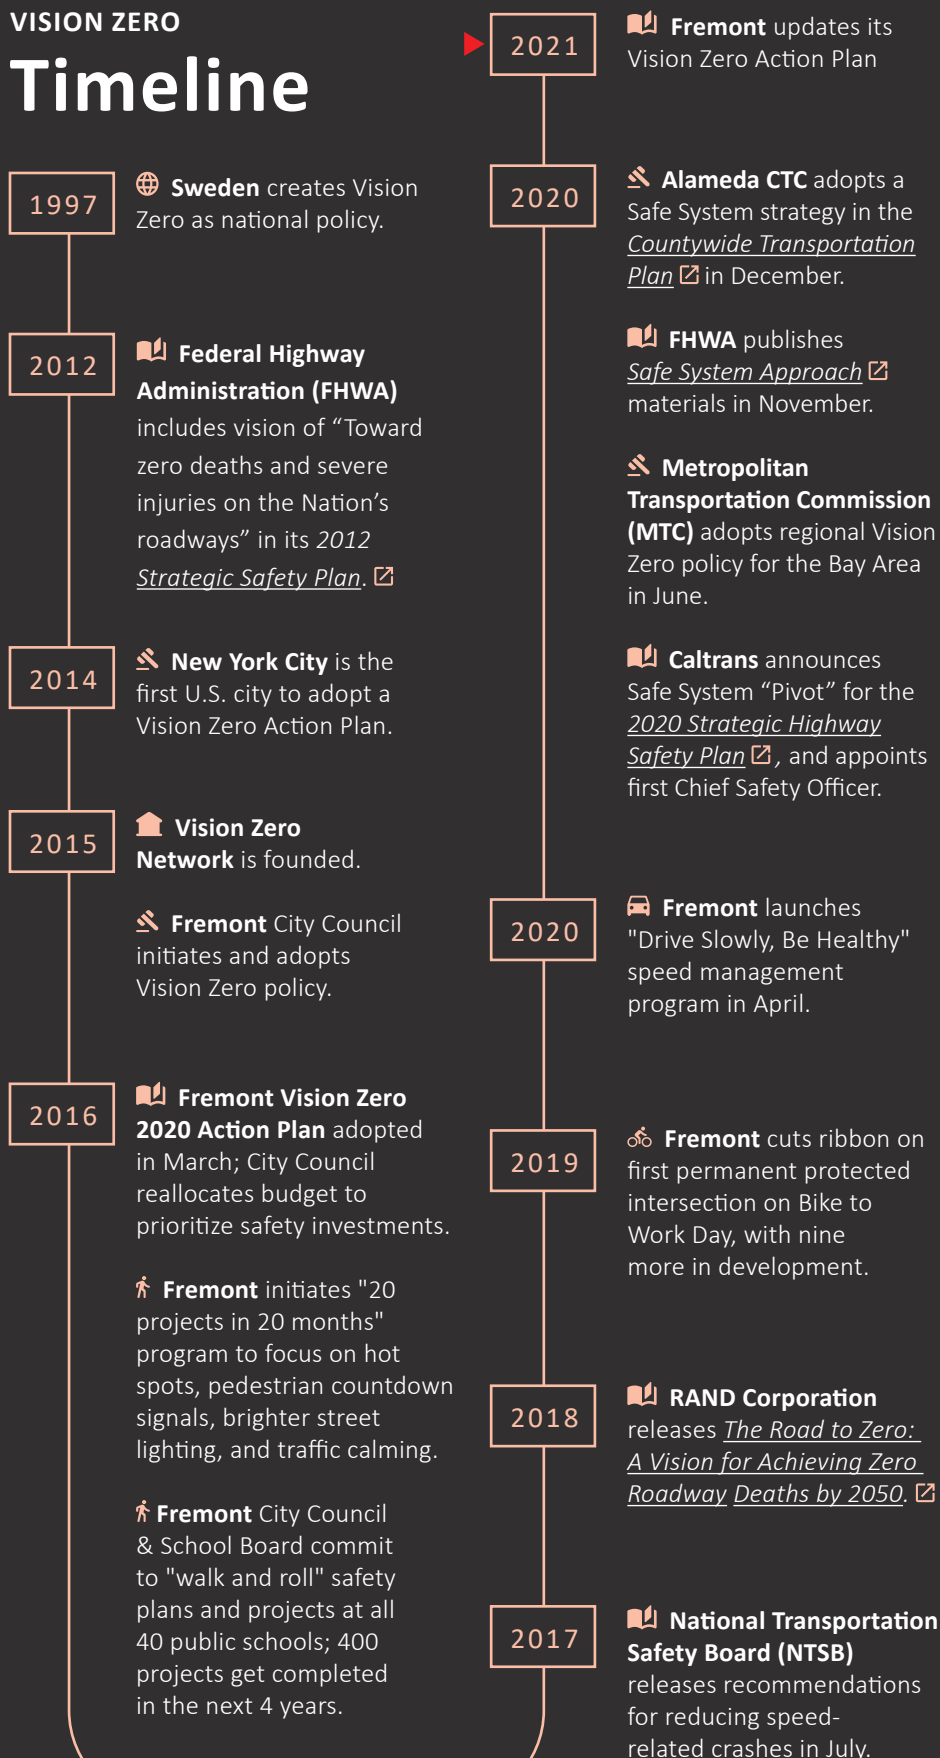 VISION ZERO
Timeline
1997
Sweden creates Vision
Zero as national policy.
2012
Federal Highway
Administration (FHWA)
includes vision of “Toward
zero deaths and severe
injuries on the Nation’s
roadways” in its 2012
Strategic Safety Plan.
2014
New York City is the
first U.S. city to adopt a
Vision Zero Action Plan.
2015
Vision Zero
Network is founded.
Fremont City Council
initiates and adopts
Vision Zero policy.
2016
Fremont Vision Zero
2020 Action Plan adopted
in March; City Council
reallocates budget to
prioritize safety investments.
Fremont initiates "20
projects in 20 months"
program to focus on hot
spots, pedestrian countdown
signals, brighter street
lighting, and traffic calming.
Fremont City Council
& School Board commit
to "walk and roll" safety
plans and projects at all
40 public schools; 400
projects get completed
in the next 4 years.
2021
Fremont updates its
Vision Zero Action Plan
2020
Alameda CTC adopts a
Safe System strategy in the
Countywide Transportation
Plan in December.
FHWA publishes
Safe System Approach
materials in November.
Metropolitan
Transportation Commission
(MTC) adopts regional Vision
Zero policy for the Bay Area
in June.
Caltrans announces
Safe System “Pivot” for the
2020 Strategic Highway
Safety Plan , and appoints
first Chief Safety Officer.
2020
Fremont launches
"Drive Slowly, Be Healthy"
speed management
program in April.
2019
Fremont cuts ribbon on
first permanent protected
intersection on Bike to
Work Day, with nine
more in development.
2018
RAND Corporation
releases The Road to Zero:
A Vision for Achieving Zero
Roadway Deaths by 2050.
2017
National Transportation
Safety Board (NTSB)
releases recommendations
for reducing speed-
related crashes in July.